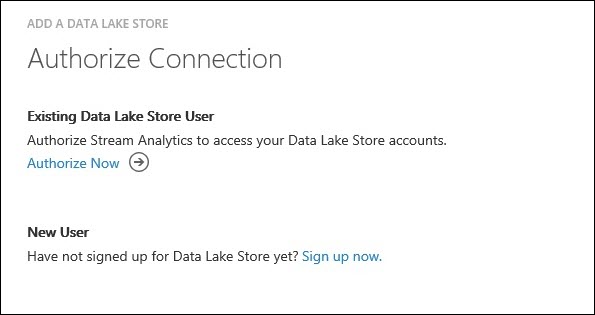 ADD A DATA LAKE STORE
Authorize Connection
Existing Data Lake Store User
Authorize Stream Analytics to access your Data Lake Store accounts.
Authorize Now
New User
Have not signed up for Data Lake Store yet? Sign up now.